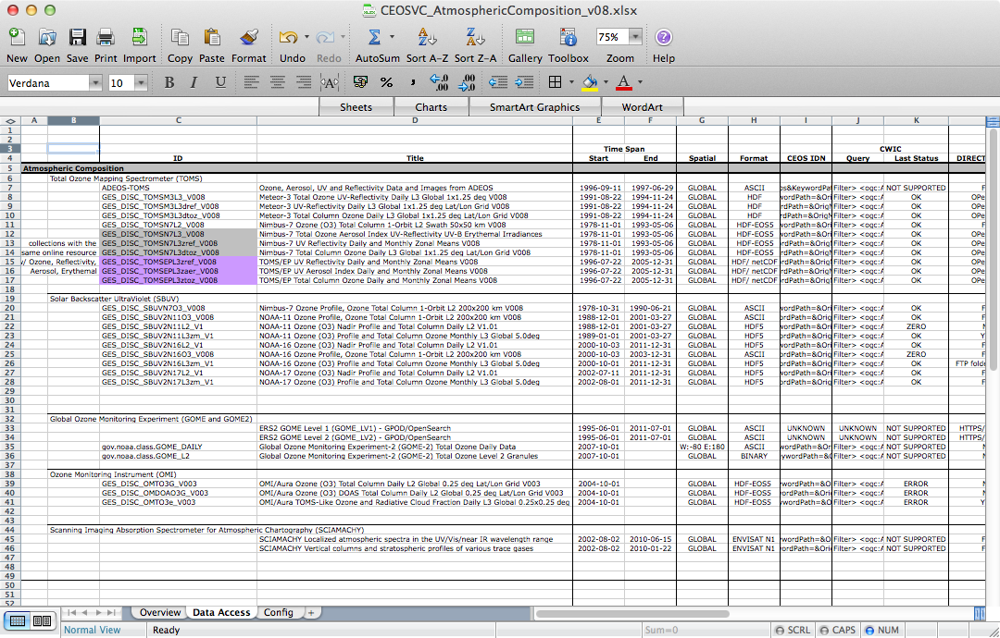 CEOSVC_AtmosphericComposition_v08.xlsx
75%
New Open Save Print Import Copy Paste Format Undo Redo AutoSum Sort A-Z Sort Z-A Gallery Toolbox Zoom Help
Verdana 10 B I U
Sheets Charts SmartArt Graphics WordArt
A B C D E F G H I J K
1
2
3 Time Span CWIC
4 ID Title Start End Spatial Format CEOS IDN Query Last Status DIRECT
5 Atmospheric Composition
6 Total Ozone Mapping Spectrometer (TOMS)
7 ADEOS-TOMS Ozone, Aerosol, UV and Reflectivity Data and Images from ADEOS 1996-09-11 1997-06-29 GLOBAL ASCII Filter> <ogc:A NOT SUPPORTED
8 GES_DISC_TOMSM3L3_V008 Meteor-3 Total Ozone UV-Reflectivity Daily L3 Global 1x1.25 deg V008 1991-08-22 1994-11-24 GLOBAL HDF wordPath=&Orig Filter> <ogc:A OK OPe
9 GES_DISC_TOMSM3L3dref_V008 Meteor-3 UV-Reflectivity Daily L3 Global 1x1.25 deg Lat/Lon Grid V008 1991-08-22 1994-11-24 GLOBAL HDF wordPath=&Orig Filter> <ogc:A OK OPe
10 GES_DISC_TOMSM3L3dtoz_V008 Meteor-3 Total Column Ozone Daily L3 Global 1x1.25 deg Lat/Lon Grid V008 1991-08-22 1994-11-24 GLOBAL HDF wordPath=&Orig Filter> <ogc:A OK OPe
11 GES_DISC_TOMSN7L2_V008 Nimbus-7 Ozone (O3) Total Column 1-Orbit L2 Swath 50x50 km V008 1978-11-01 1993-05-06 GLOBAL HDF-EOS5 wordPath=&Orig Filter> <ogc:A OK F
12 GES_DISC_TOMSN7L3_V008 Nimbus-7 Total Ozone Aerosol Index UV-Reflectivity UV-B Erythemal Irradiances 1978-11-01 1993-05-06 GLOBAL HDF-EOS5 wordPath=&Orig Filter> <ogc:A OK OPe
13 collections with the GES_DISC_TOMSN7L3zref_V008 Nimbus-7 UV Reflectivity Daily and Monthly Zonal Means V008 1978-11-01 1993-05-06 GLOBAL HDF-EOS5 wordPath=&Orig Filter> <ogc:A OK OPe
14 same online resource GES_DISC_TOMSN7L3dtoz_V008 Nimbus-7 Total Column Ozone Daily L3 Global 1x1.25 deg Lat/Lon Grid V008 1978-11-01 1993-05-06 GLOBAL HDF-EOS5 wordPath=&Orig Filter> <ogc:A OK OPe
15 / Ozone, Reflectivity, GES_DISC_TOMSEPL3zref_V008 TOMS/EP UV Reflectivity Daily and Monthly Zonal Means V008 1996-07-22 2005-12-31 GLOBAL HDF/ netCDF wordPath=&Orig Filter> <ogc:A OK OPe
16 Aerosol, Erythemal GES_DISC_TOMSEPL3zaer_V008 TOMS/EP UV Aerosol Index Daily and Monthly Zonal Means V008 1996-07-22 2005-12-31 GLOBAL HDF/ netCDF wordPath=&Orig Filter> <ogc:A OK OPe
17 GES_DISC_TOMSEPL3ztoz_V008 TOMS/EP Total Column Ozone Daily and Monthly Zonal Means V008 1996-07-22 2005-12-31 GLOBAL HDF/ netCDF wordPath=&Orig Filter> <ogc:A OK OPe
18
19 Solar Backscatter UltraViolet (SBUV)
20 GES_DISC_SBUVN7O3_V008 Nimbus-7 Ozone Profile, Ozone Total Column 1-Orbit L2 200x200 km V008 1978-10-31 1990-06-21 GLOBAL ASCII wordPath=&Orig Filter> <ogc:A OK F
21 GES_DISC_SBUV2N11O3_V008 NOAA-11 Ozone Profile, Ozone Total Column 1-Orbit L2 200x200 km V008 1988-12-01 2001-03-27 GLOBAL ASCII wordPath=&Orig Filter> <ogc:A OK F
22 GES_DISC_SBUV2N11L2_V1 NOAA-11 Ozone (O3) Nadir Profile and Total Column Daily L2 V1.01 1988-12-01 2001-03-27 GLOBAL HDF5 wordPath=&Orig Filter> <ogc:A ZERO F
23 GES_DISC_SBUV2N11L3zm_V1 NOAA-11 Ozone (O3) Profile and Total Column Ozone Monthly L3 Global 5.0deg 1989-01-01 2001-03-27 GLOBAL HDF5 wordPath=&Orig Filter> <ogc:A OK Y
24 GES_DISC_SBUV2N16L2_V1 NOAA-16 Ozone (O3) Nadir Profile and Total Column Daily L2 V1.01 2000-10-03 2011-12-31 GLOBAL HDF5 wordPath=&Orig Filter> <ogc:A OK F
25 GES_DISC_SBUV2N16O3_V008 NOAA-16 Ozone Profile, Ozone Total Column 1-Orbit L2 200x200 km V008 2000-10-03 2003-12-31 GLOBAL ASCII wordPath=&Orig Filter> <ogc:A ZERO F
26 GES_DISC_SBUV2N16L3zm_V1 NOAA-16 Ozone (O3) Profile and Total Column Ozone Monthly L3 Global 5.0deg 2000-10-01 2011-12-31 GLOBAL HDF5 wordPath=&Orig Filter> <ogc:A OK FTP folde
27 GES_DISC_SBUV2N17L2_V1 NOAA-17 Ozone (O3) Nadir Profile and Total Column Daily L2 V1.01 2002-07-11 2011-12-31 GLOBAL HDF5 wordPath=&Orig Filter> <ogc:A OK F
28 GES_DISC_SBUV2N17L3zm_V1 NOAA-17 Ozone (O3) Profile and Total Column Ozone Monthly L3 Global 5.0deg 2002-08-01 2011-12-31 GLOBAL HDF5 wordPath=&Orig Filter> <ogc:A OK Y
29
30
31
32 Global Ozone Monitoring Experiment (GOME and GOME2)
33 ERS2 GOME Level 1 (GOME_LV1) - GPOD/OpenSearch 1995-06-01 2011-07-01 GLOBAL ASCII UNKNOWN UNKNOWN NOT SUPPORTED HTTPS/
34 ERS2 GOME Level 2 (GOME_LV2) - GPOD/OpenSearch 1995-06-01 2011-07-01 GLOBAL ASCII UNKNOWN UNKNOWN NOT SUPPORTED HTTPS/
35 gov.noaa.class.GOME_DAILY Global Ozone Monitoring Experiment-2 (GOME-2) Total Ozone Daily Data 2007-10-01 W:-80 E:180 ASCII wordPath=&Orig Filter> <ogc:A NOT SUPPORTED
36 gov.noaa.class.GOME_L2 Global Ozone Monitoring Experiment-2 (GOME-2) Total Ozone Level 2 Granules 2007-10-01 GLOBAL BINARY ywordPath=&O Filter> <ogc:A NOT SUPPORTED
37
38 Ozone Monitoring Instrument (OMI)
39 GES_DISC_OMTO3G_V003 OMI/Aura Ozone (O3) Total Column Daily L2 Global 0.25 deg Lat/Lon Grid V003 2004-10-01 GLOBAL HDF-EOS5 ywordPath=&O Filter> <ogc:A ERROR
40 GES_DISC_OMDOAO3G_V003 OMI/Aura Ozone (O3) DOAS Total Column Daily L2 Global 0.25 deg Lat/Lon Grid V003 2004-10-01 GLOBAL HDF-EOS5 ywordPath=&O Filter> <ogc:A ERROR
41 GES_DISC_OMTO3e_V003 OMI/Aura TOMS-Like Ozone and Radiative Cloud Fraction Daily L3 Global 0.25x0.25 deg 2004-10-01 GLOBAL HDF-EOS5 ywordPath=&O Filter> <ogc:A ERROR Y
42
43
44 Scanning Imaging Absorption Spectrometer for Atmospheric Chartography (SCIAMACHY)
45 SCIAMACHY Localized atmospheric spectra in the UV/Vis/near IR wavelength range 2002-08-02 2010-06-15 GLOBAL ENVISAT N1 wordPath=&O Filter> <ogc:A NOT SUPPORTED F
46 SCIAMACHY Vertical columns and stratospheric profiles of various trace gases 2002-08-02 2010-01-22 GLOBAL ENVISAT N1 wordPath=&O Filter> <ogc:A NOT SUPPORTED F
47
48
49
50
51
52
Overview Data Access Config +
Normal View Ready Sum=0 SCRL CAPS NUM